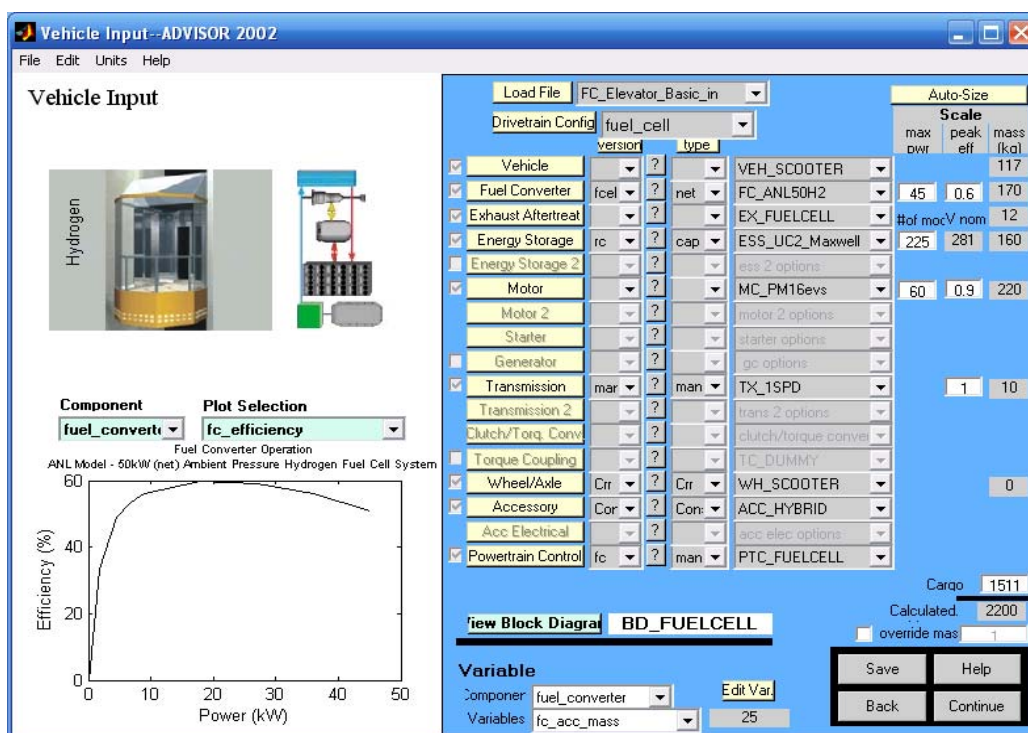 Vehicle Input--ADVISOR 2002
File Edit Units Help
Vehicle Input
Hydrogen
Component Plot Selection
fuel_converte fc_efficiency
Fuel Converter Operation
ANL Model - 50kW (net) Ambient Pressure Hydrogen Fuel Cell System
Efficiency (%)
60
40
20
0
0 10 20 30 40 50
Power (kW)
Load File FC_Elevator_Basic_in Auto-Size
Drivetrain Config fuel_cell Scale
version type max pwr peak eff mass (kg)
Vehicle ? VEH_SCOOTER 117
Fuel Converter fcel ? net FC_ANL50H2 45 0.6 170
Exhaust Aftertreat ? EX_FUELCELL #of moc V nom 12
Energy Storage rc ? cap ESS_UC2_Maxwell 225 281 160
Energy Storage 2 ? ess 2 options
Motor ? MC_PM16evs 60 0.9 220
Motor 2 ? motor 2 options
Starter ? starter options
Generator ? gc options
Transmission mar ? man TX_1SPD 1 10
Transmission 2 ? trans 2 options
Clutch/Torq. Conv ? clutch/torque conver
Torque Coupling ? TC_DUMMY
Wheel/Axle Crr ? Crr WH_SCOOTER 0
Accessory Cor ? Con: ACC_HYBRID
Acc Electrical ? acc elec options
Powertrain Control fc ? man PTC_FUELCELL
Cargo 1511
Calculated. 2200
View Block Diagrar BD_FUELCELL override mas 1
Variable
Componer fuel_converter Edit Var.
Variables fc_acc_mass 25
Save Help
Back Continue